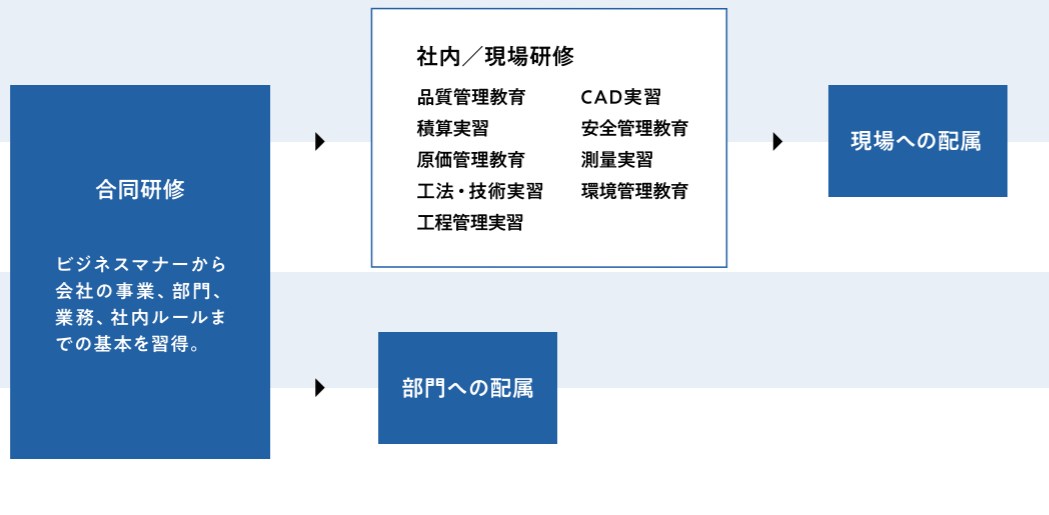 合同研修
ビジネスマナーから
会社の事業、部門、
業務、社内ルールま
での基本を習得。
社内／現場研修
品質管理教育
積算実習
原価管理教育
工法・技術実習
工程管理実習
CAD実習
安全管理教育
測量実習
環境管理教育
現場への配属
部門への配属